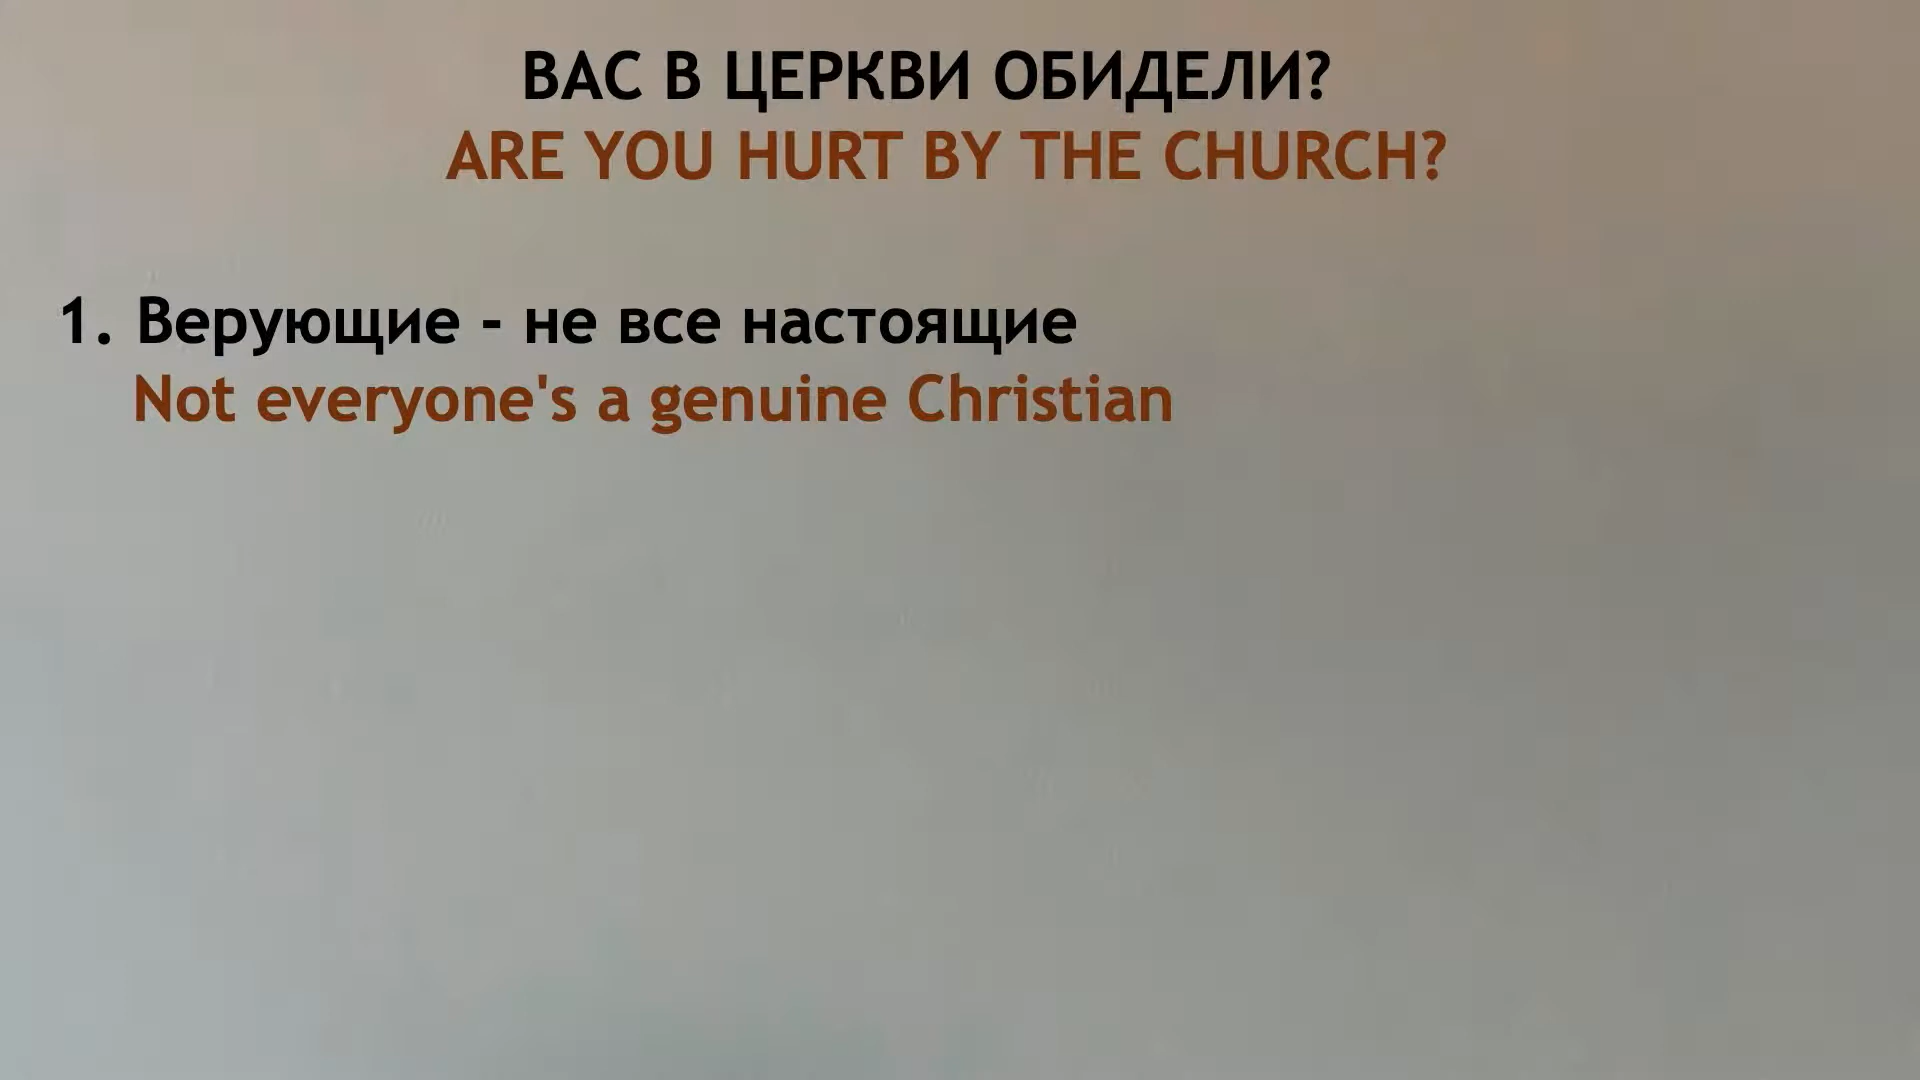 ВАС В ЦЕРКВИ ОБИДЕЛИ?
ARE YOU HURT BY THE CHURCH?
1. Верующие - не все настоящие
Not everyone's a genuine Christian